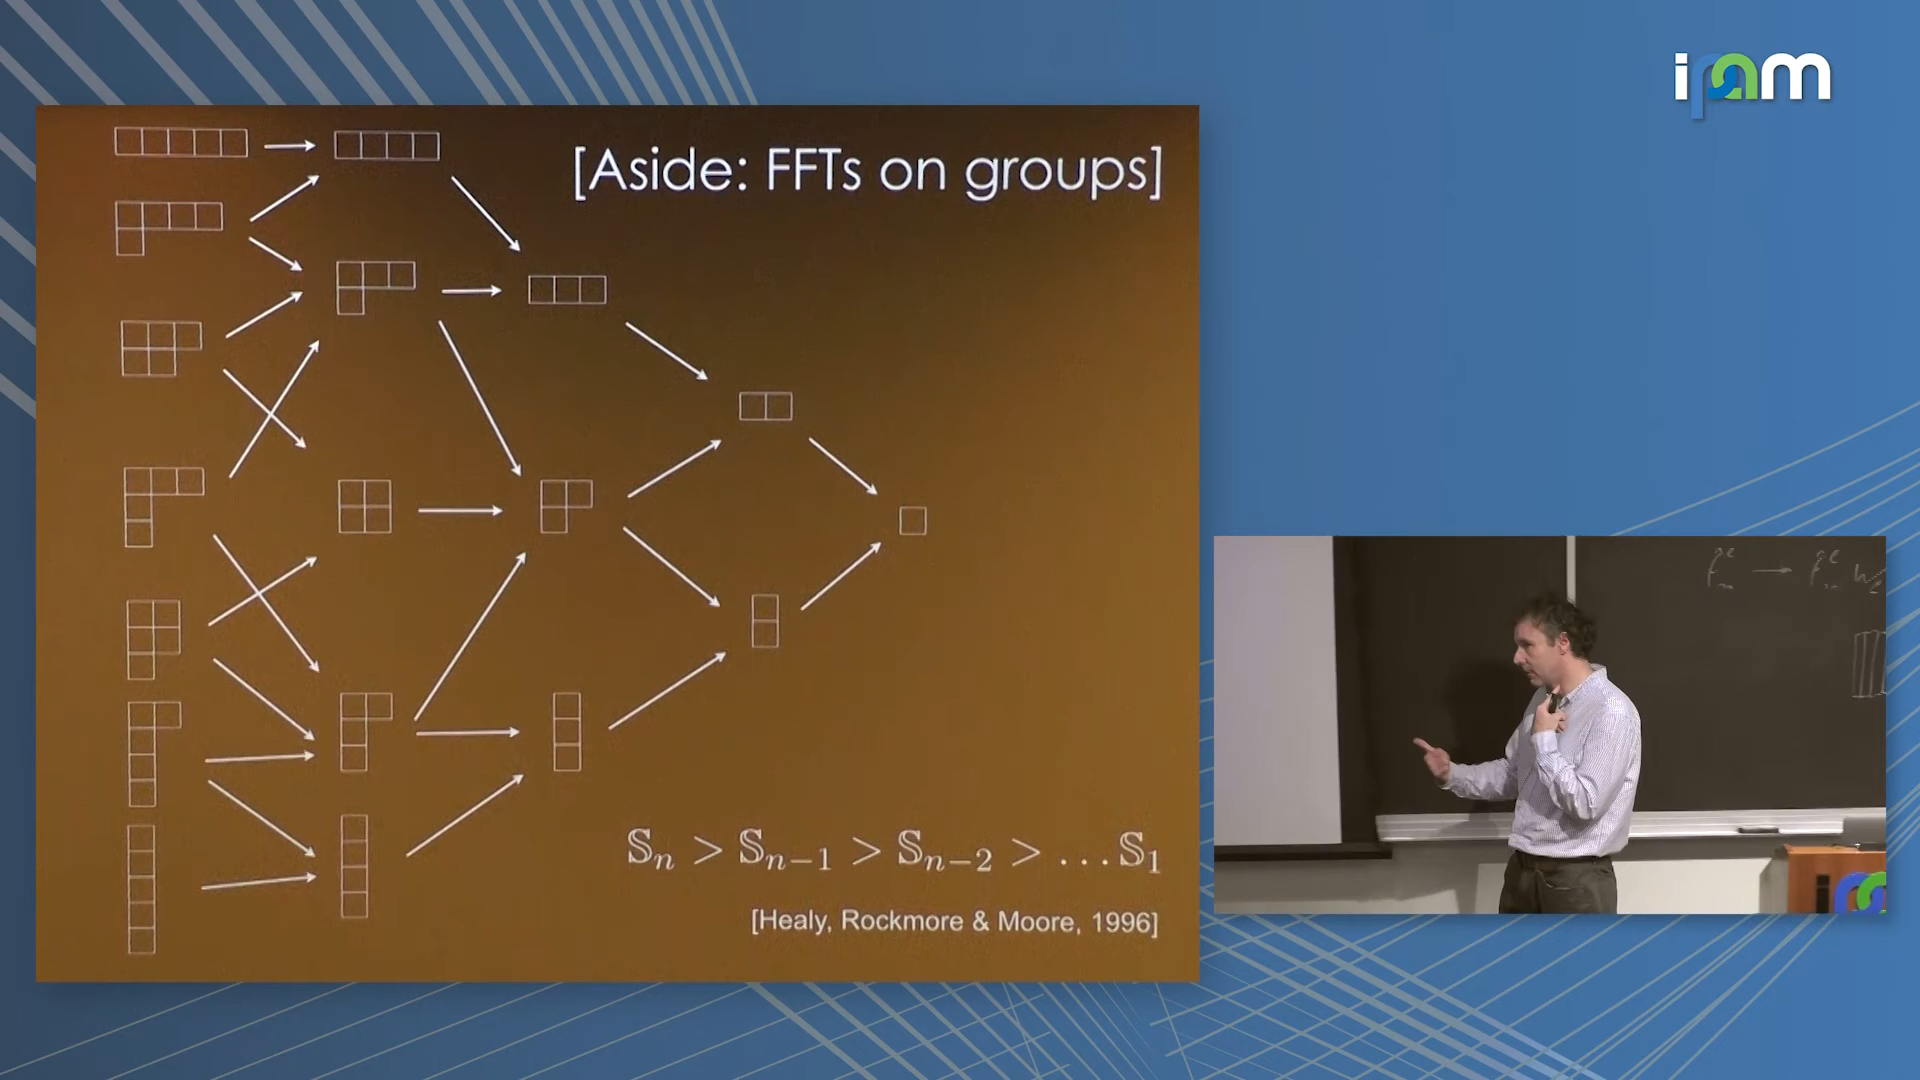 ipam
[Aside: FFTs on groups]
𝕊ₙ > 𝕊ₙ₋₁ > 𝕊ₙ₋₂ > …𝕊₁
[Healy, Rockmore & Moore, 1996]